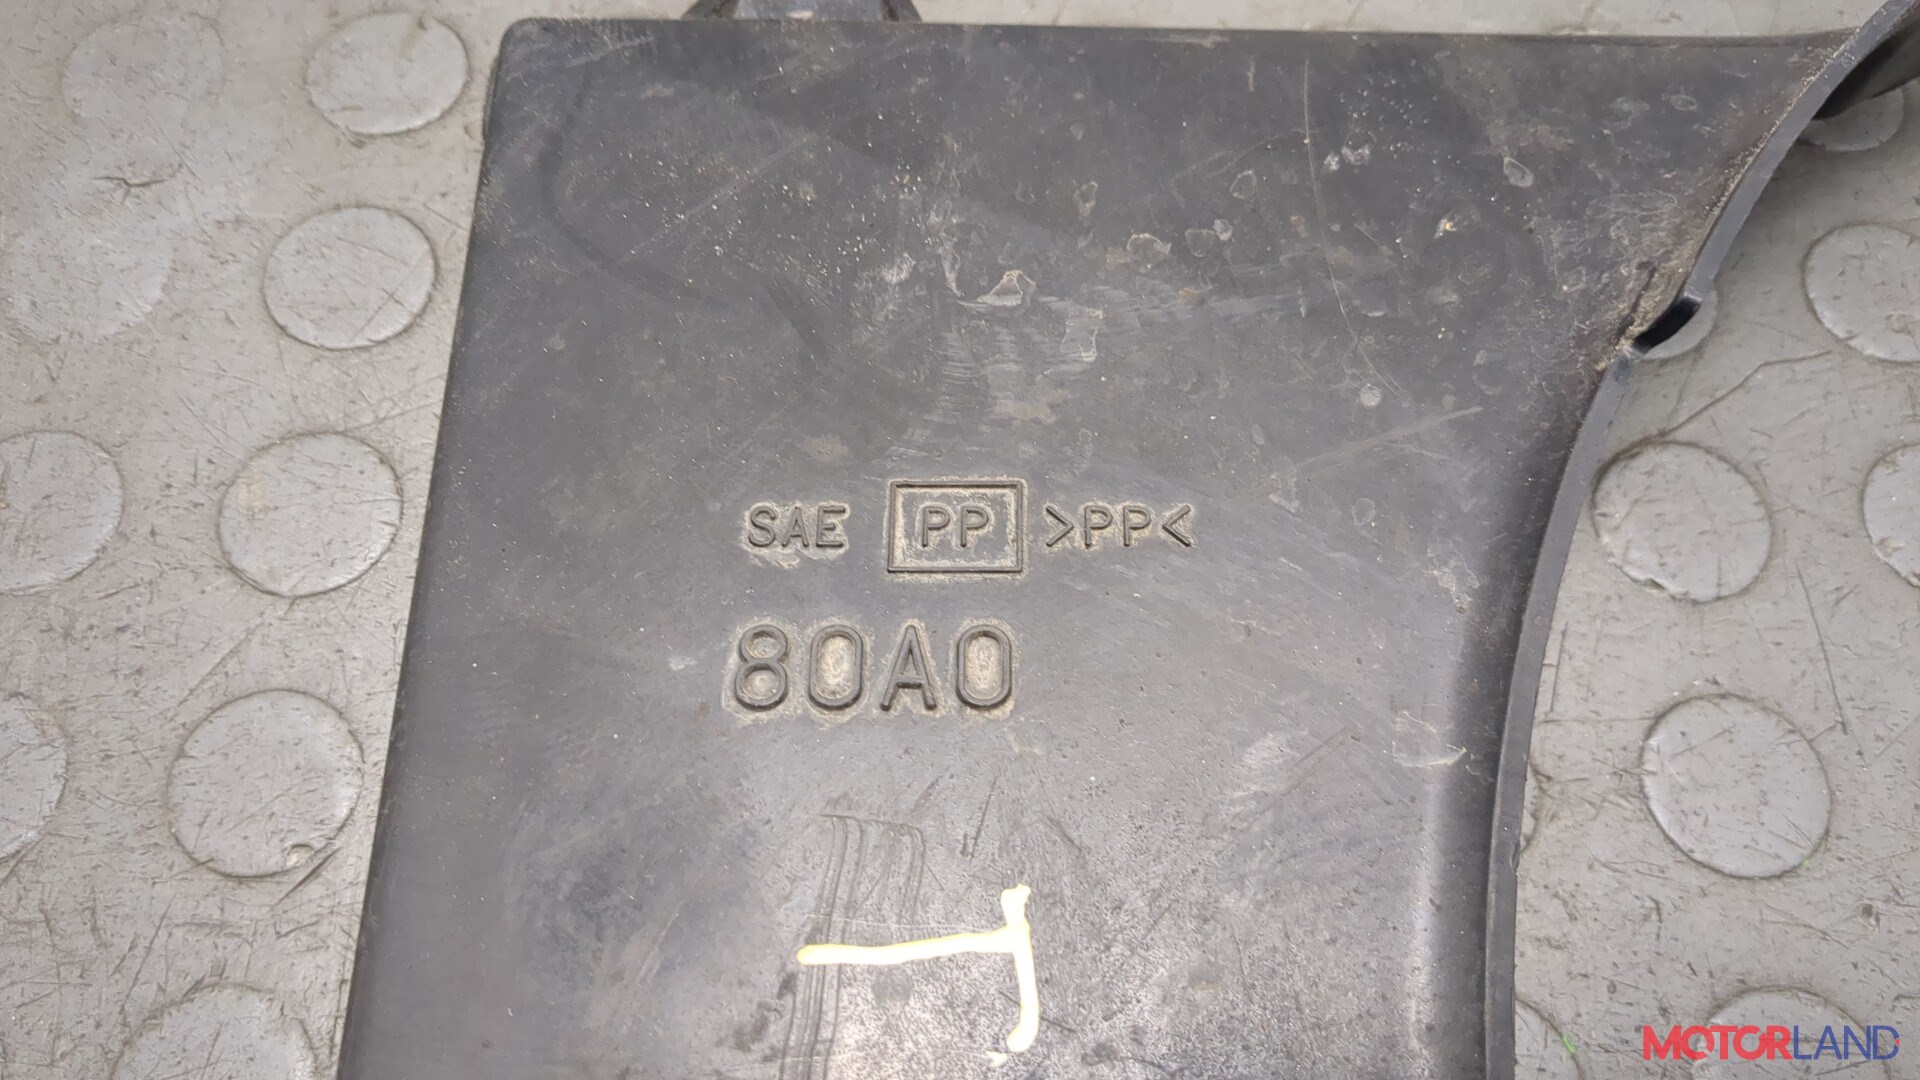 SAE PP >PP<
80A0
T
MOTORLAND